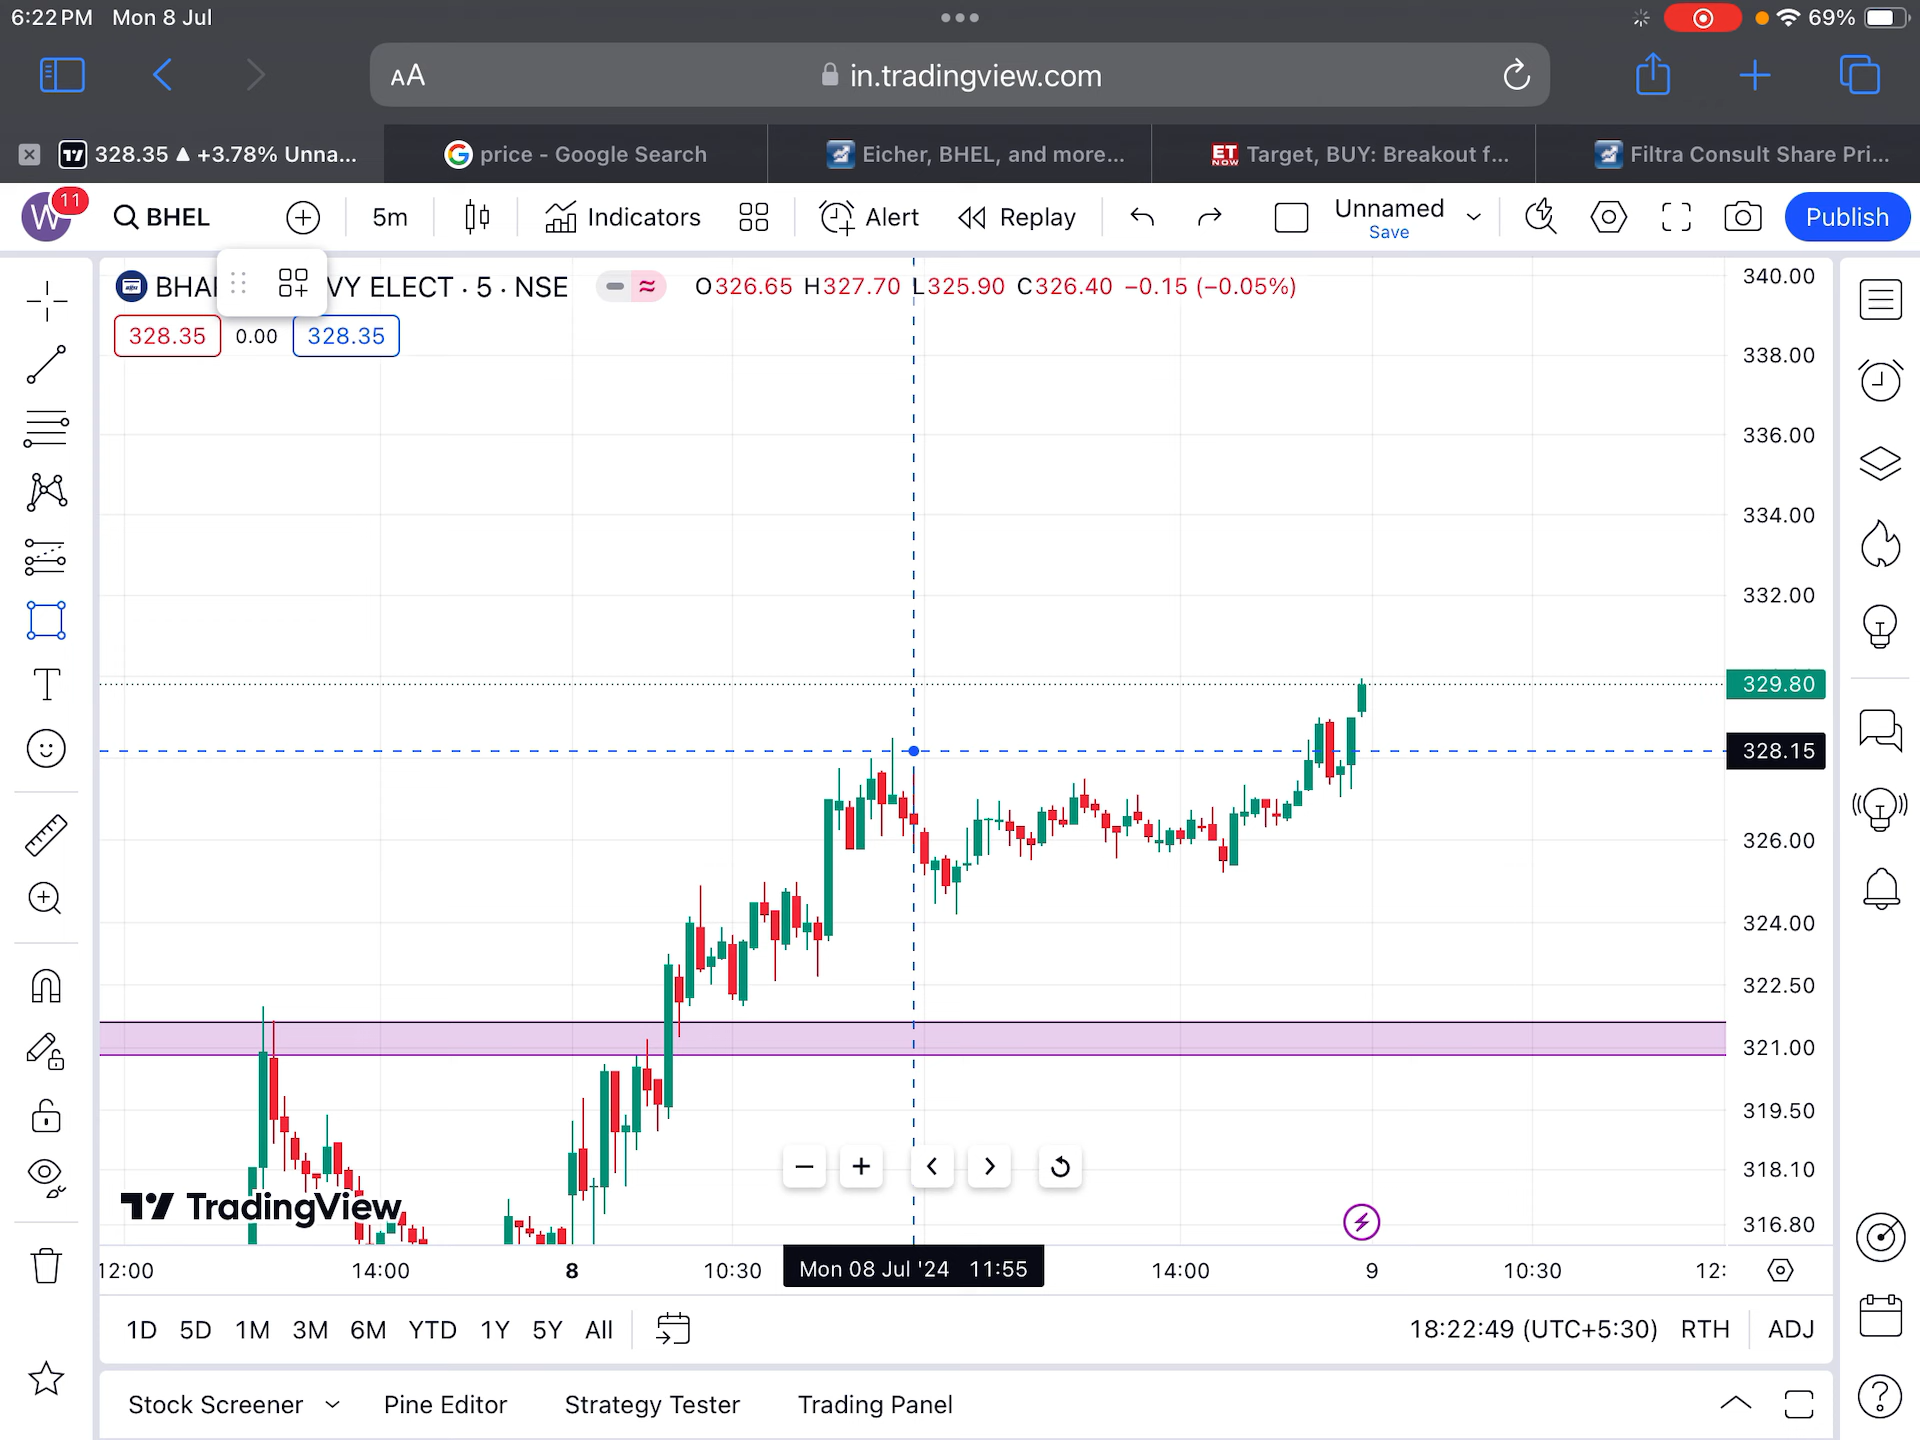 6:22 PM Mon 8 Jul
69%
AA in.tradingview.com
328.35 ▲ +3.78% Unna...
price - Google Search
Eicher, BHEL, and more...
ET NOW Target, BUY: Breakout f...
Filtra Consult Share Pri...
W 11 BHEL 5m Indicators Alert Replay Unnamed Save Publish
BHA VY ELECT · 5 · NSE O326.65 H327.70 L325.90 C326.40 −0.15 (−0.05%)
328.35 0.00 328.35
340.00
338.00
336.00
334.00
332.00
329.80
328.15
326.00
324.00
322.50
321.00
319.50
318.10
316.80
TradingView
12:00 14:00 8 10:30 Mon 08 Jul '24 11:55 14:00 9 10:30 12:
1D 5D 1M 3M 6M YTD 1Y 5Y All 18:22:49 (UTC+5:30) RTH ADJ
Stock Screener Pine Editor Strategy Tester Trading Panel